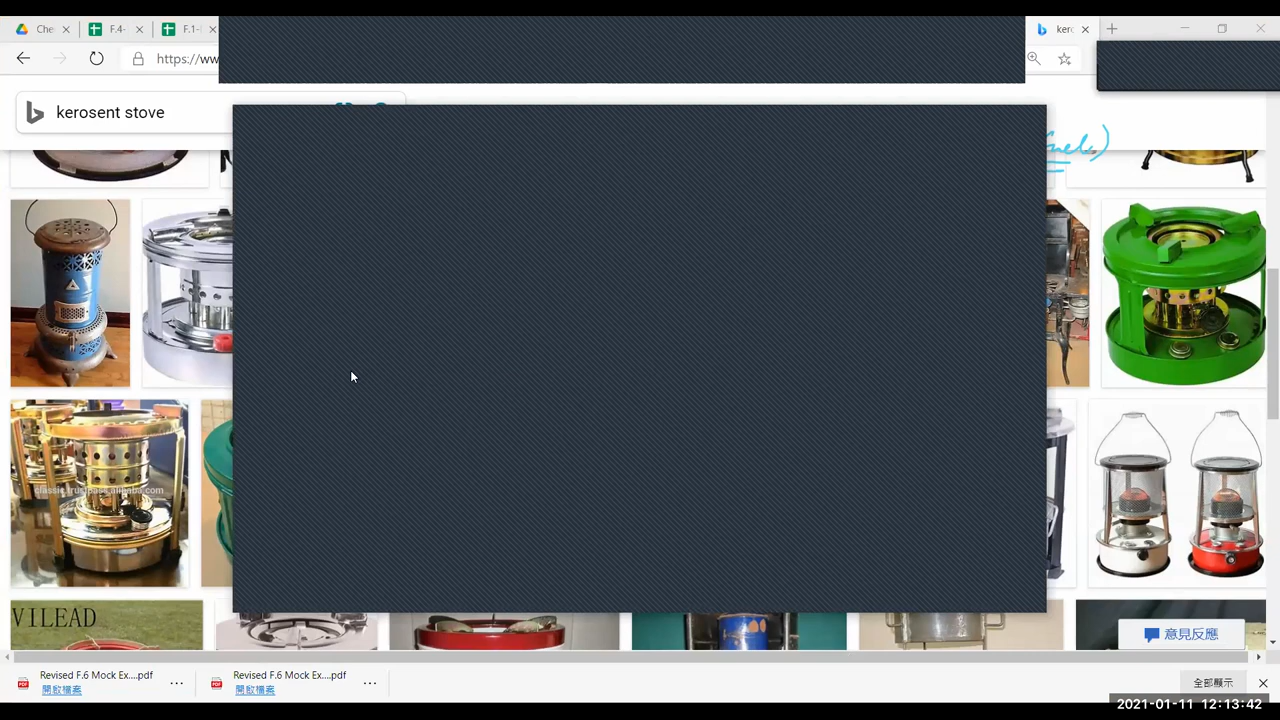 Che
F.4-
F.1-
kerc
https://ww
kerosent stove
classic.trustpass.alibaba.com
VILEAD
意見反應
Revised F.6 Mock Ex....pdf
開啟檔案
Revised F.6 Mock Ex....pdf
開啟檔案
全部顯示
2021-01-11 12:13:42